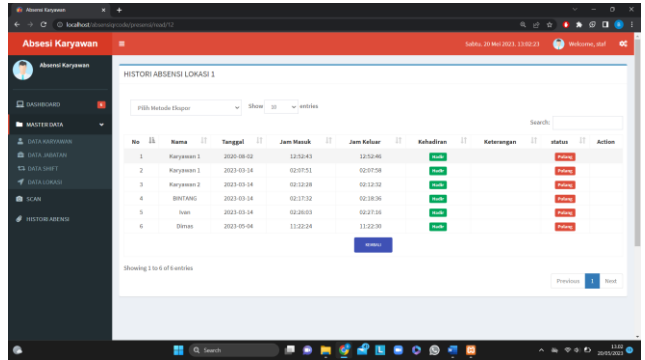 Absensi Karyawan
localhost/absensiqrcode/presensi/read/12
Absesi Karyawan
Sabtu, 20 Mei 2023, 13:02:23
Welcome, staf
Absensi Karyawan
HISTORI ABSENSI LOKASI 1
DASHBOARD
Pilih Metode Ekspor
Show 10 entries
MASTER DATA
Search:
DATA KARYAWAN
DATA JABATAN
DATA SHIFT
DATA LOKASI
SCAN
HISTORI ABENSI
No Nama Tanggal Jam Masuk Jam Keluar Kehadiran Keterangan status Action
1 Karyawan 1 2020-08-02 12:52:43 12:52:46 Hadir Pulang
2 Karyawan 1 2023-03-14 02:07:51 02:07:58 Hadir Pulang
3 Karyawan 2 2023-03-14 02:12:28 02:12:32 Hadir Pulang
4 BINTANG 2023-03-14 02:17:32 02:18:36 Hadir Pulang
5 Ivan 2023-03-14 02:26:03 02:27:16 Hadir Pulang
6 Dimas 2023-05-04 11:22:24 11:22:30 Hadir Pulang
KEMBALI
Showing 1 to 6 of 6 entries
Previous 1 Next
Search
13.02
20/05/2023